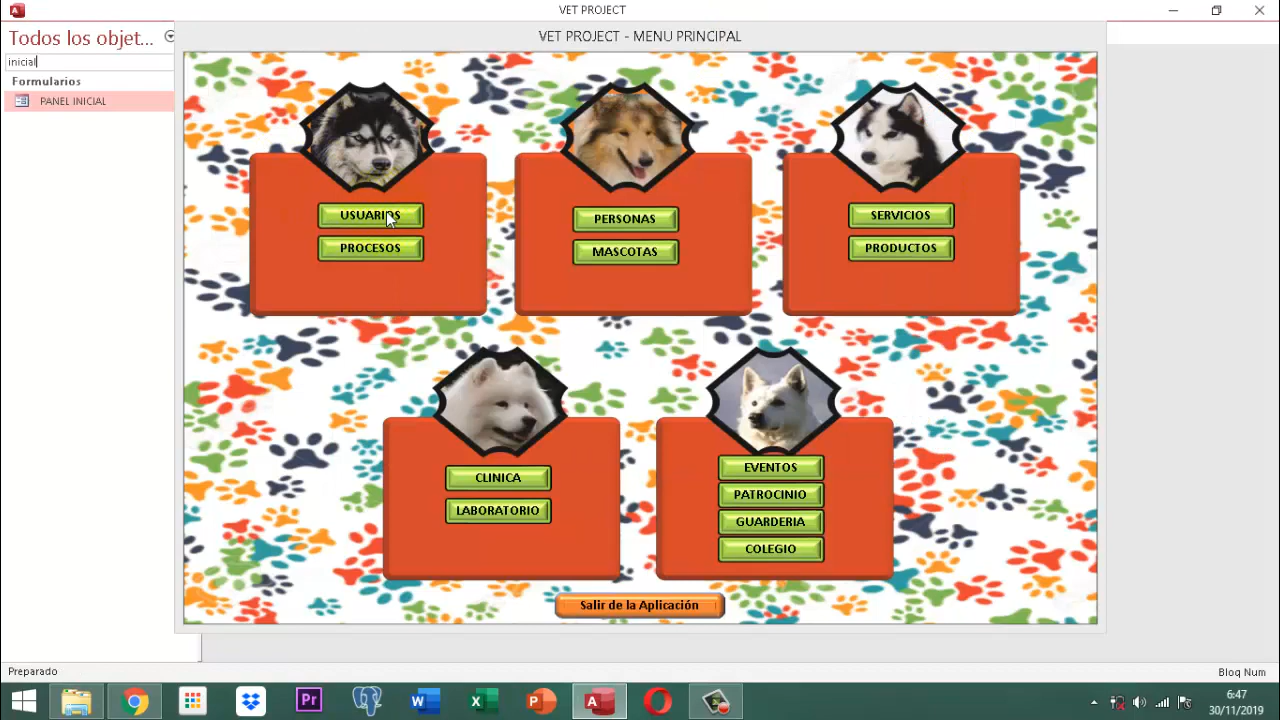 VET PROJECT
Todos los objet...
inicial
Formularios
PANEL INICIAL
VET PROJECT - MENU PRINCIPAL
USUARIOS
PROCESOS
PERSONAS
MASCOTAS
SERVICIOS
PRODUCTOS
CLINICA
LABORATORIO
EVENTOS
PATROCINIO
GUARDERIA
COLEGIO
Salir de la Aplicación
Preparado
Bloq Num
6:47
30/11/2019